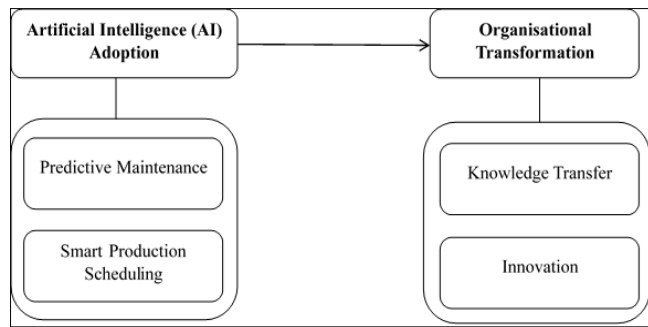 Artificial Intelligence (AI)
Adoption
Organisational
Transformation
Predictive Maintenance
Smart Production
Scheduling
Knowledge Transfer
Innovation